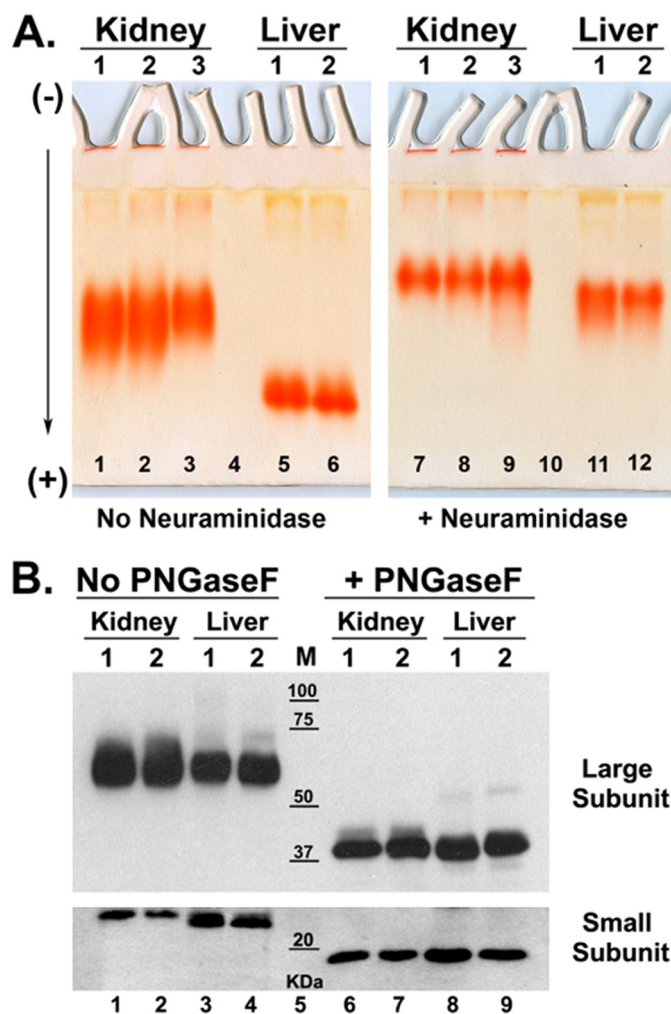 A.
Kidney Liver Kidney Liver
1 2 3 1 2 1 2 3 1 2
(-)
1 2 3 4 5 6 7 8 9 10 11 12
(+)
No Neuraminidase + Neuraminidase
B.
No PNGaseF + PNGaseF
Kidney Liver Kidney Liver
1 2 1 2 M 1 2 1 2
100
75
Large
Subunit
50
37
Small
Subunit
20
KDa
1 2 3 4 5 6 7 8 9